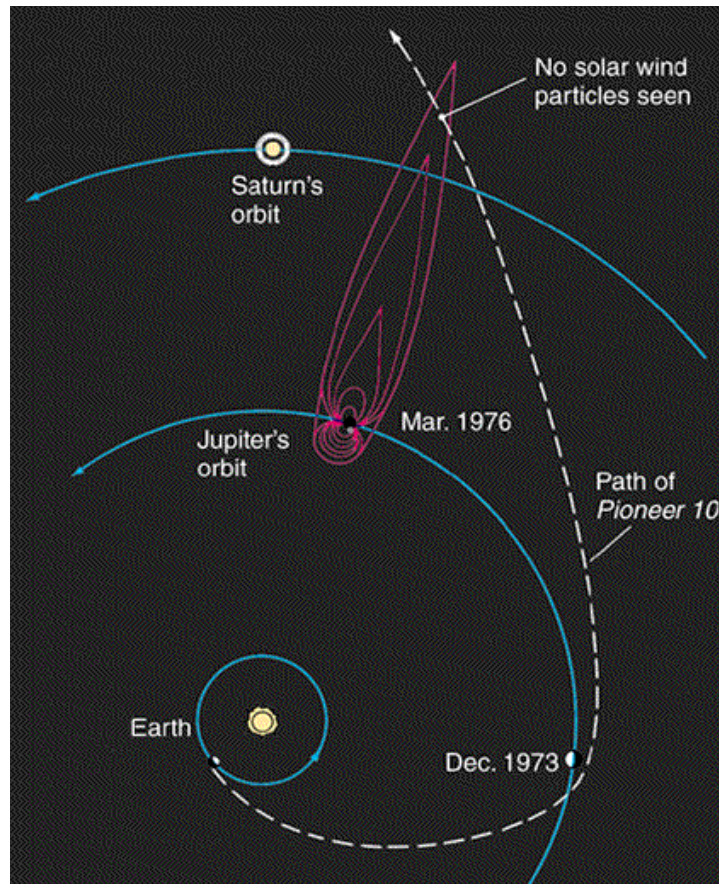 No solar wind
particles seen
Saturn's
orbit
Mar. 1976
Jupiter's
orbit
Path of
Pioneer 10
Earth
Dec. 1973